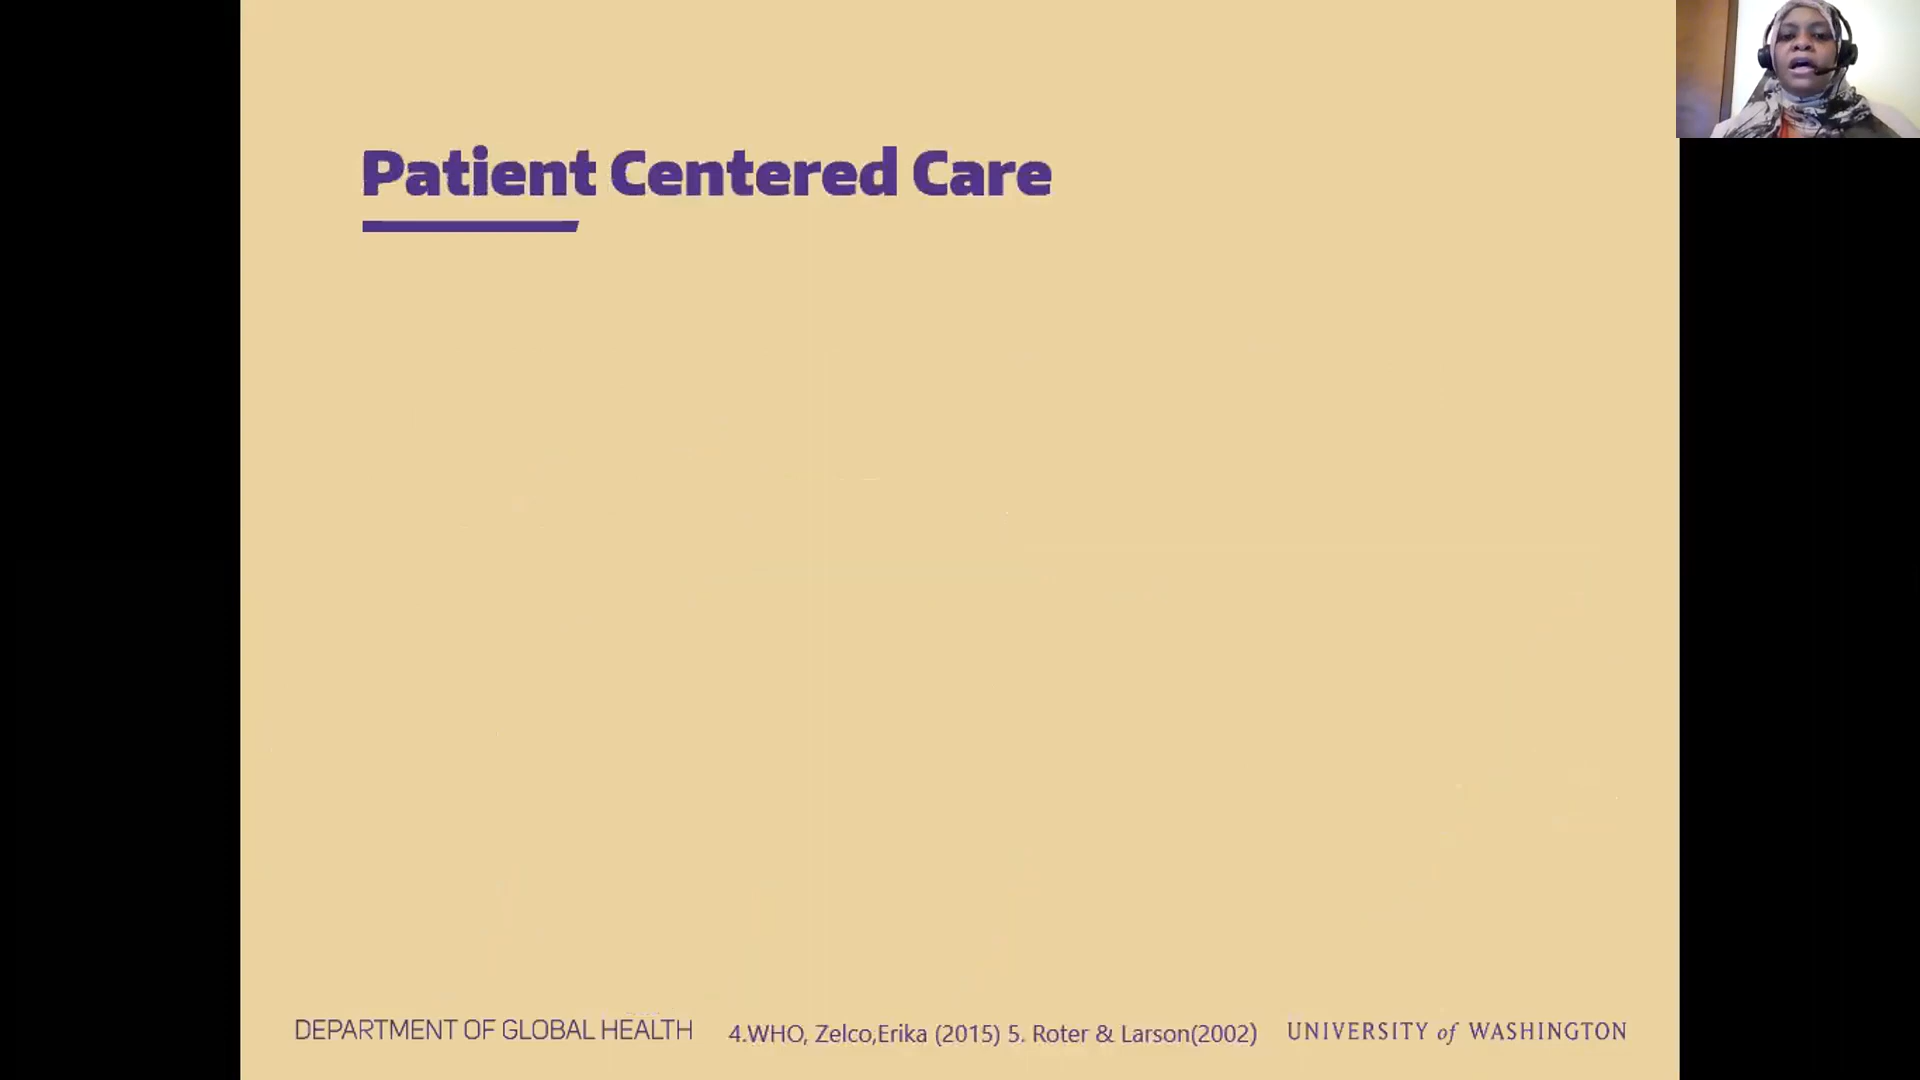 Patient Centered Care
DEPARTMENT OF GLOBAL HEALTH
4.WHO, Zelco,Erika (2015) 5. Roter & Larson(2002)
UNIVERSITY of WASHINGTON